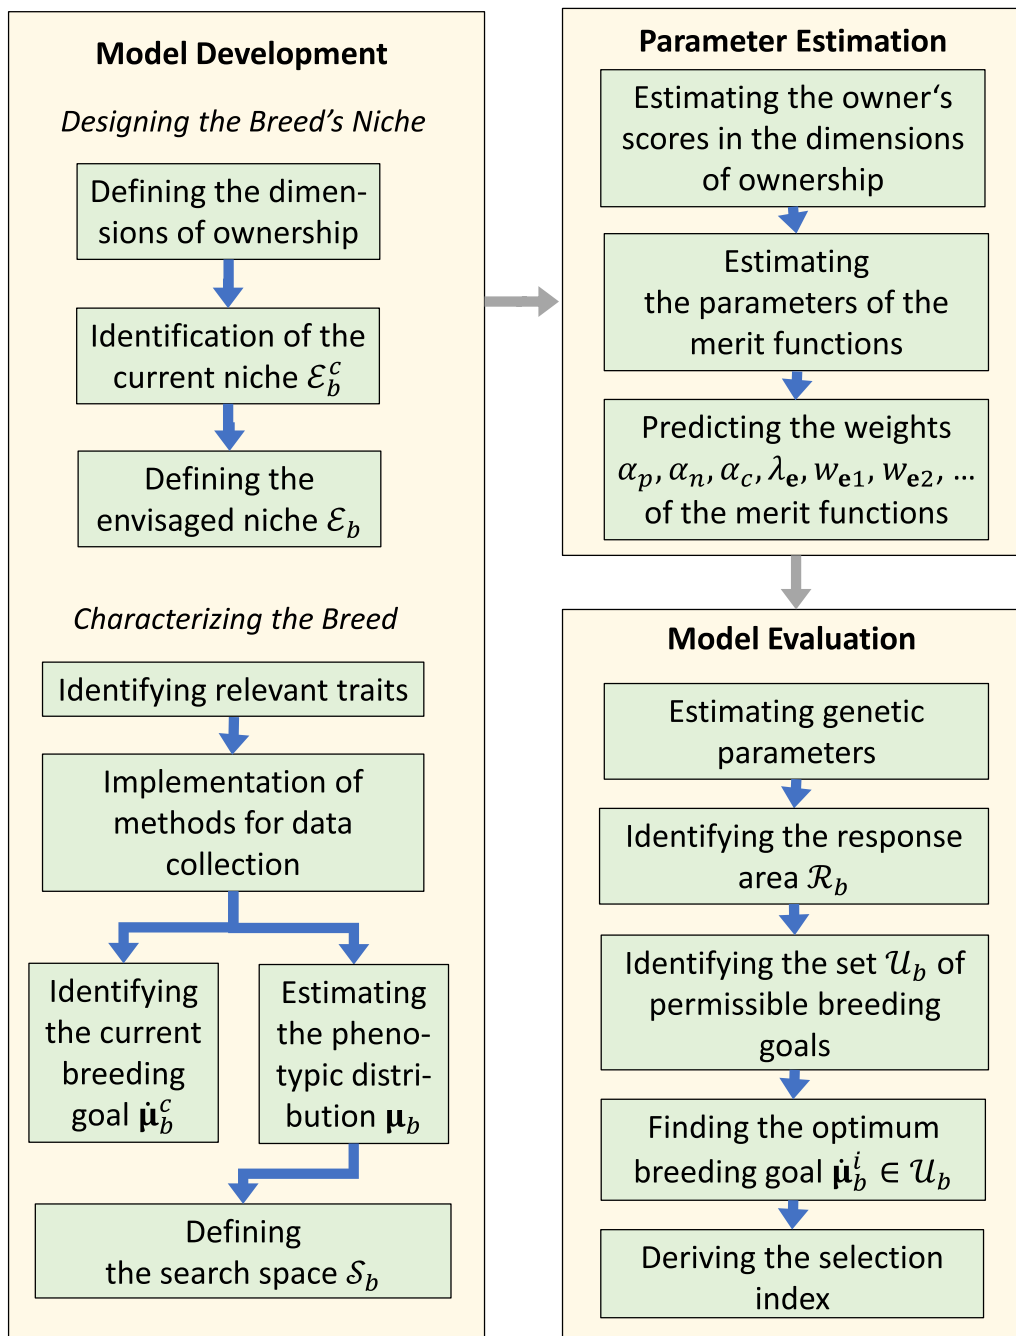 Model Development
Designing the Breed's Niche
Defining the dimen-
sions of ownership
Identification of the
current niche ℰ_b^c
Defining the
envisaged niche ℰ_b
Characterizing the Breed
Identifying relevant traits
Implementation of
methods for data
collection
Identifying
the current
breeding
goal μ̇_b^c
Estimating
the pheno-
typic distri-
bution μ_b
Defining
the search space 𝒮_b
Parameter Estimation
Estimating the owner‘s
scores in the dimensions
of ownership
Estimating
the parameters of the
merit functions
Predicting the weights
α_p, α_n, α_c, λ_e, w_e1, w_e2, ...
of the merit functions
Model Evaluation
Estimating genetic
parameters
Identifying the response
area ℛ_b
Identifying the set 𝒰_b of
permissible breeding
goals
Finding the optimum
breeding goal μ̇_b^i ∈ 𝒰_b
Deriving the selection
index